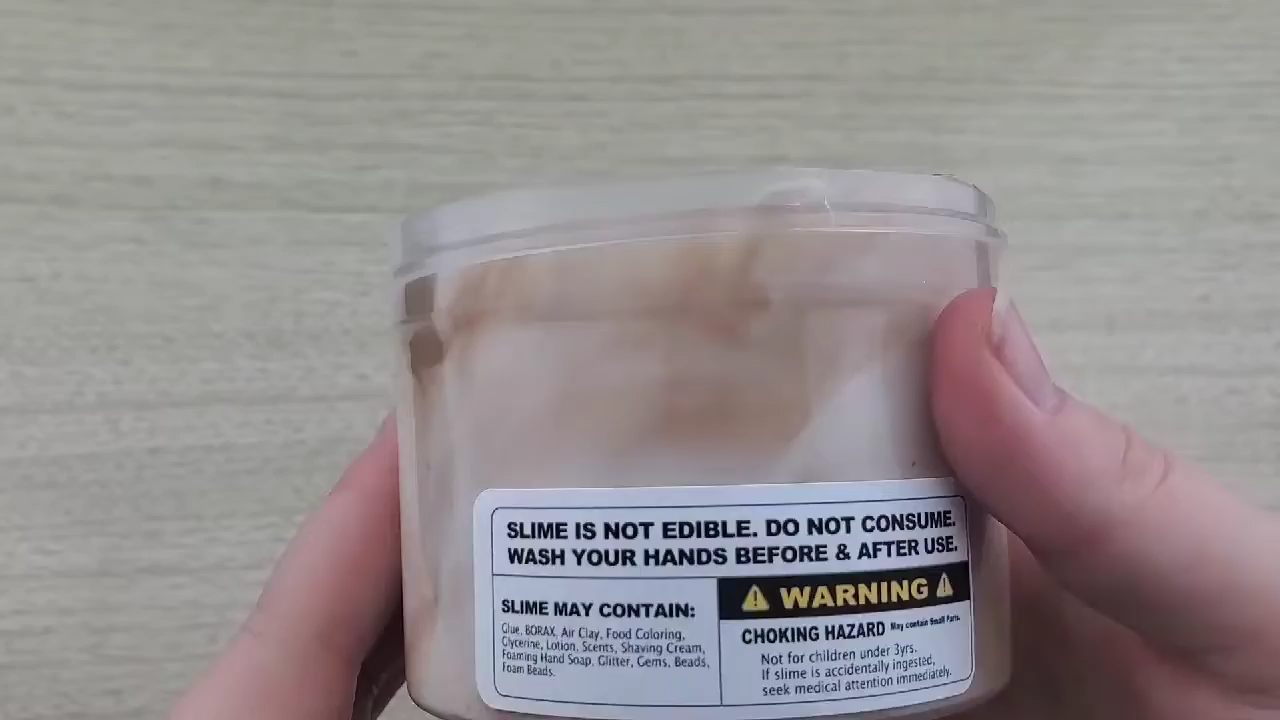 SLIME IS NOT EDIBLE. DO NOT CONSUME.
WASH YOUR HANDS BEFORE & AFTER USE.
SLIME MAY CONTAIN:
Glue, BORAX, Air Clay, Food Coloring,
Glycerine, Lotion, Scents, Shaving Cream,
Foaming Hand Soap, Glitter, Gems, Beads,
Foam Beads.
WARNING
CHOKING HAZARD May contain Small Parts.
Not for children under 3yrs.
If slime is accidentally ingested,
seek medical attention immediately.